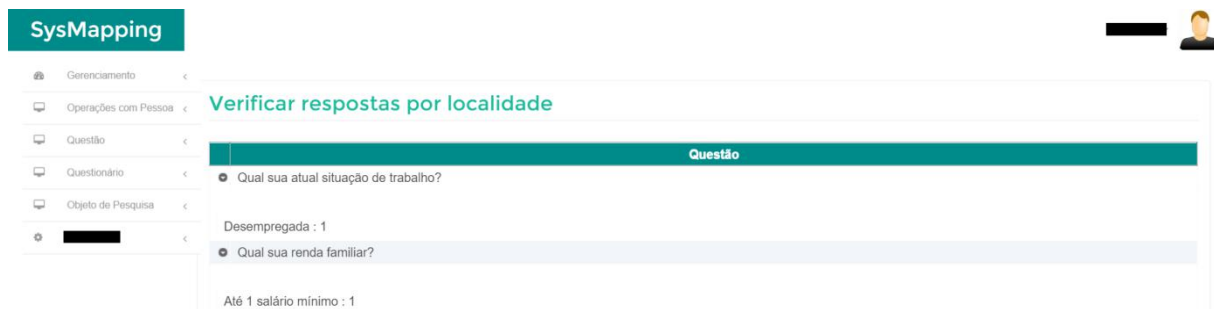 SysMapping
Gerenciamento
Operações com Pessoa
Questão
Questionário
Objeto de Pesquisa
Verificar respostas por localidade
Questão
Qual sua atual situação de trabalho?
Desempregada : 1
Qual sua renda familiar?
Até 1 salário mínimo : 1